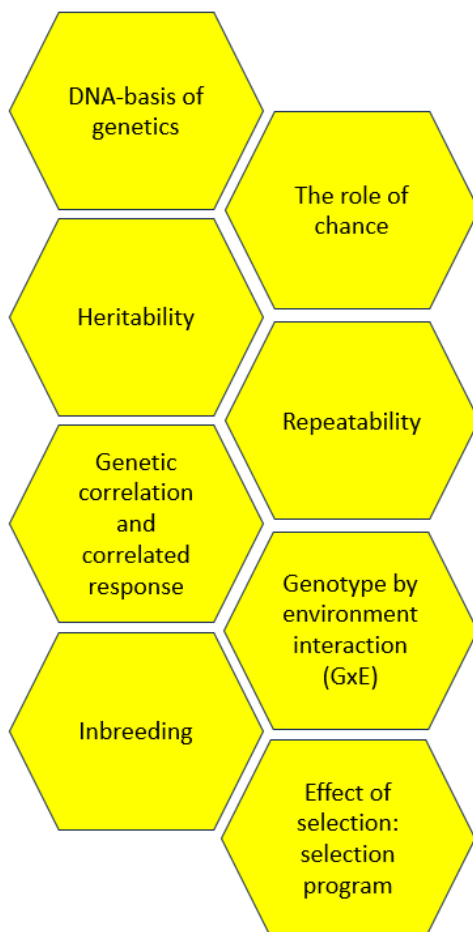 DNA-basis of
genetics
The role of
chance
Heritability
Repeatability
Genetic
correlation
and
correlated
response
Genotype by
environment
interaction
(GxE)
Inbreeding
Effect of
selection:
selection
program